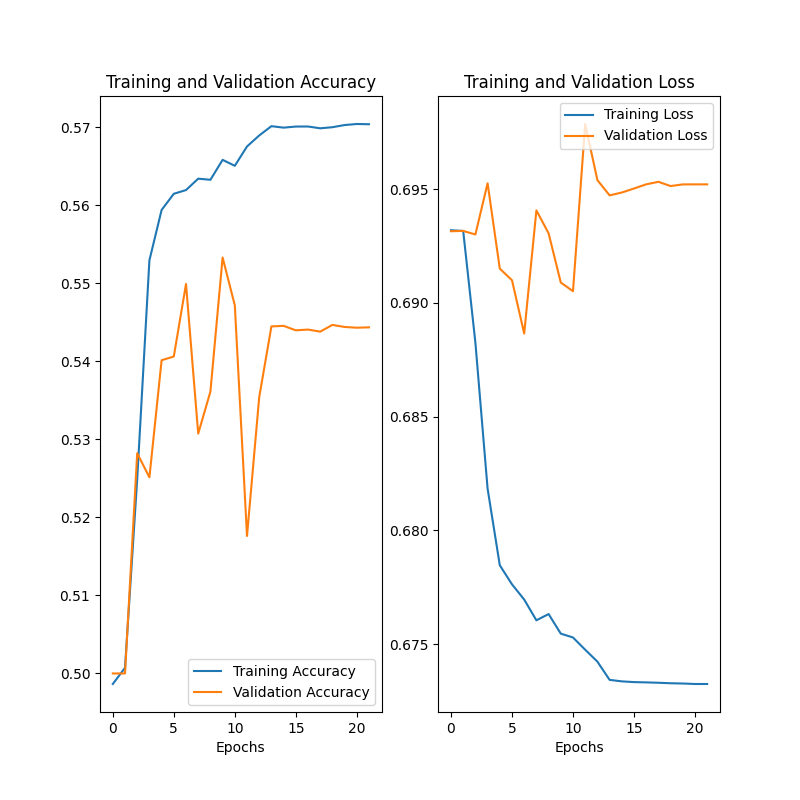 Training and Validation Accuracy
0.57
0.56
0.55
0.54
0.53
0.52
0.51
0.50
Training Accuracy
Validation Accuracy
0 5 10 15 20
Epochs
Training and Validation Loss
Training Loss
Validation Loss
0.695
0.690
0.685
0.680
0.675
0 5 10 15 20
Epochs